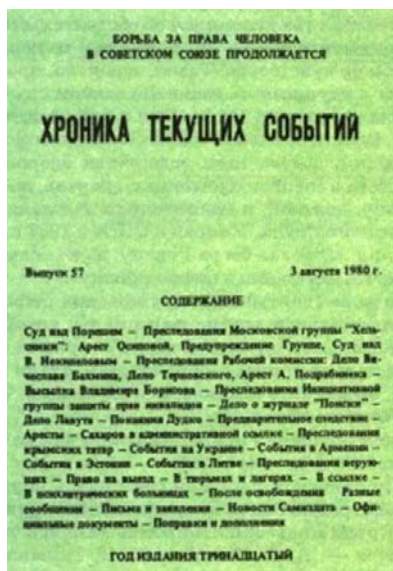 БОРЬБА ЗА ПРАВА ЧЕЛОВЕКА
В СОВЕТСКОМ СОЮЗЕ ПРОДОЛЖАЕТСЯ
ХРОНИКА ТЕКУЩИХ СОБЫТИЙ
Выпуск 57 3 августа 1980 г.
СОДЕРЖАНИЕ
Суд над Порешем — Преследования Московской группы "Хель-
синки": Арест Осиповой, Предупреждение Группе, Суд над
В. Некипеловым — Преследования Рабочей комиссии: Дело Вя-
чеслава Бахмина, Дело Терновского, Арест А. Подрабинека —
Высылка Владимира Борисова — Преследования Инициативной
группы защиты прав инвалидов — Дело о журнале "Поиски" —
Дело Лавута — Покаяния Дудко — Предварительное следствие —
Аресты — Сахаров в административной ссылке — Преследования
крымских татар — События на Украине — События в Армении —
События в Эстонии — События в Литве — Преследования верую-
щих — Право на выезд — В тюрьмах и лагерях — В ссылке —
В психиатрических больницах — После освобождения Разные
сообщения — Письма и заявления — Новости Самиздата — Офи-
циальные документы — Поправки и дополнения
ГОД ИЗДАНИЯ ТРИНАДЦАТЫЙ